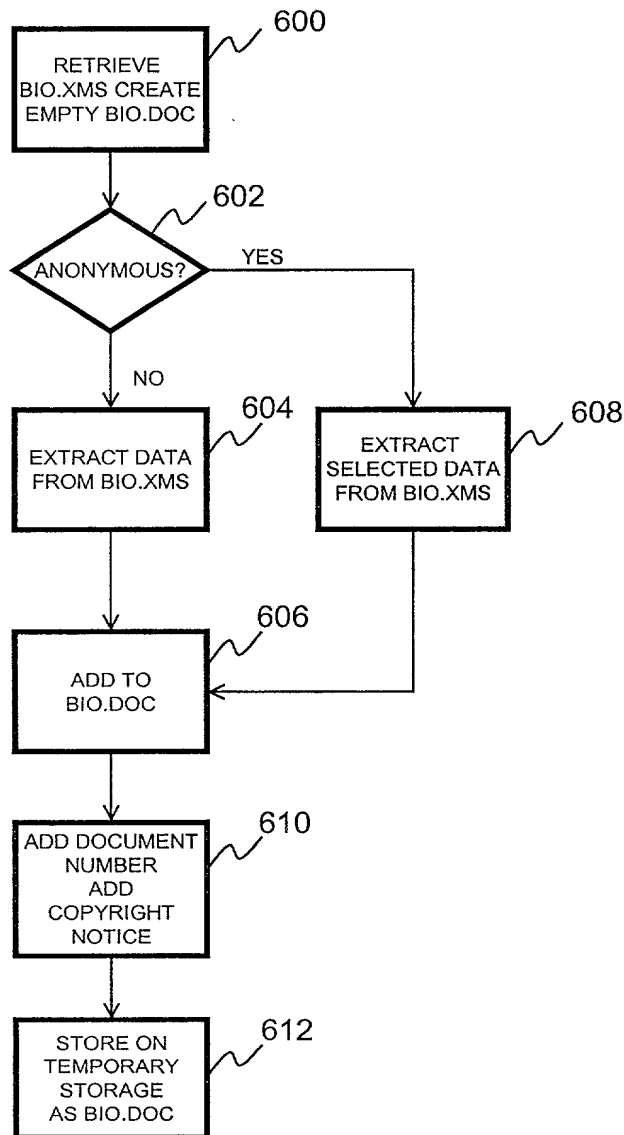 600
RETRIEVE
BIO.XMS CREATE
EMPTY BIO.DOC
602
ANONYMOUS?
YES
NO
604
EXTRACT DATA
FROM BIO.XMS
608
EXTRACT
SELECTED DATA
FROM BIO.XMS
606
ADD TO
BIO.DOC
610
ADD DOCUMENT
NUMBER
ADD
COPYRIGHT
NOTICE
612
STORE ON
TEMPORARY
STORAGE
AS BIO.DOC